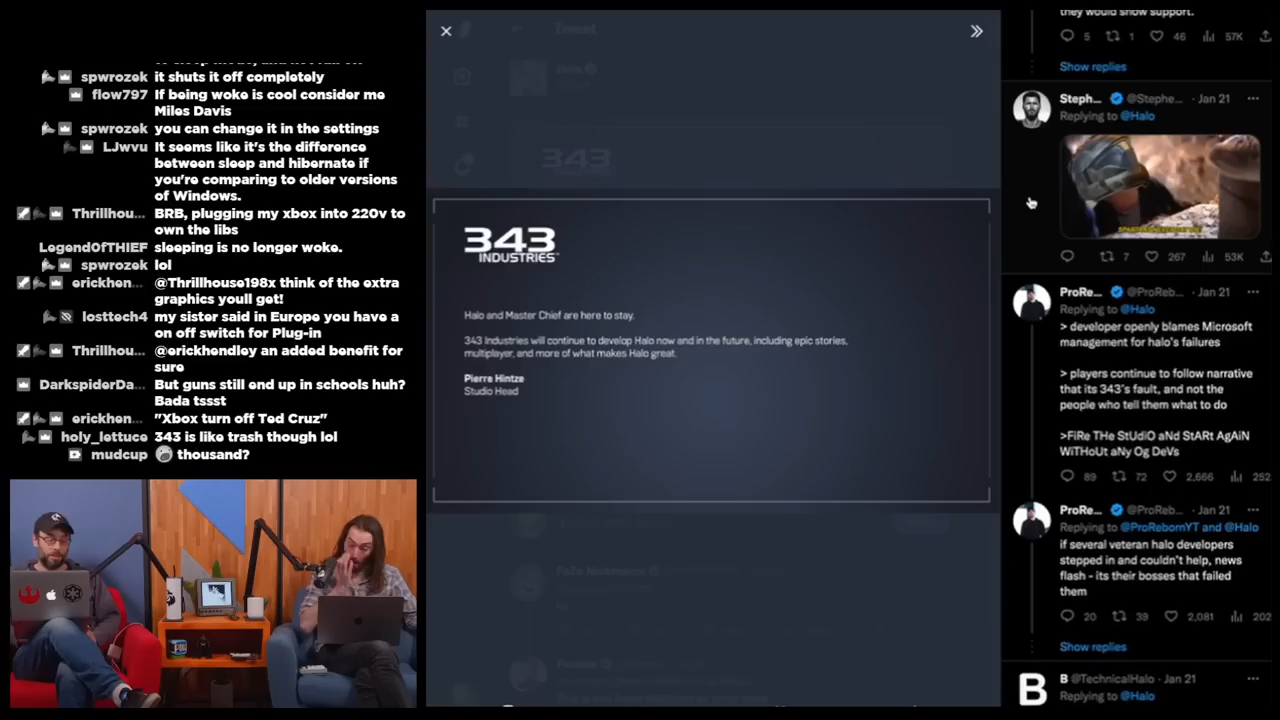 spwrozek it shuts it off completely
flow797 If being woke is cool consider me
Miles Davis
spwrozek you can change it in the settings
LJwvu It seems like it's the difference
between sleep and hibernate if
you're comparing to older versions
of Windows.
Thrillhou... BRB, plugging my xbox into 220v to
own the libs
LegendOfTHIEF sleeping is no longer woke.
spwrozek lol
erickhen... @Thrillhouse198x think of the extra
graphics youll get!
losttech4 my sister said in Europe you have a
on off switch for Plug-in
Thrillhou... @erickhendley an added benefit for
sure
DarkspiderDa... But guns still end up in schools huh?
Bada tssst
erickhen... "Xbox turn off Ted Cruz"
holy_lettuce 343 is like trash though lol
mudcup thousand?
Tweet
343
343
INDUSTRIES
Halo and Master Chief are here to stay.
343 Industries will continue to develop Halo now and in the future, including epic stories,
multiplayer, and more of what makes Halo great.
Pierre Hintze
Studio Head
they would show support.
5 1 46 57K
Show replies
Steph... @Stephe... · Jan 21
Replying to @Halo
7 267 53K
ProRe... @ProReb... · Jan 21
Replying to @Halo
> developer openly blames Microsoft
management for halo's failures
> players continue to follow narrative
that its 343's fault, and not the
people who tell them what to do
>FiRe THe StUdiO aNd StARt AgAiN
WiTHoUt aNy Og DeVs
89 72 2,666 252
ProRe... @ProReb... · Jan 21
Replying to @ProRebornYT and @Halo
if several veteran halo developers
stepped in and couldn't help, news
flash - its their bosses that failed
them
20 39 2,081 202
Show replies
B @TechnicalHalo · Jan 21
Replying to @Halo